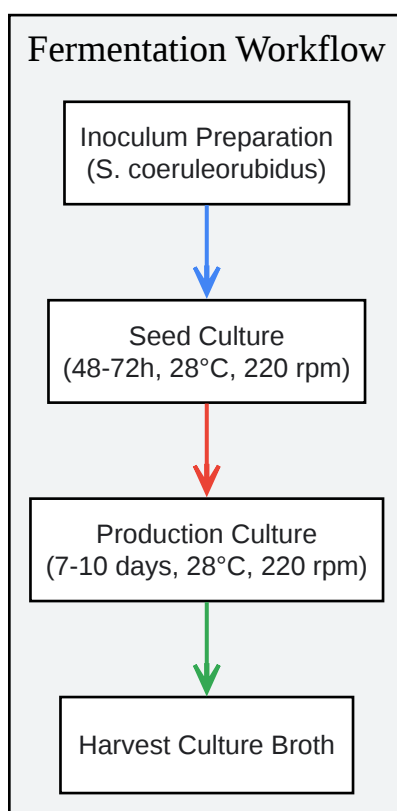 Fermentation Workflow
Inoculum Preparation
(S. coeruleorubidus)
Seed Culture
(48-72h, 28°C, 220 rpm)
Production Culture
(7-10 days, 28°C, 220 rpm)
Harvest Culture Broth